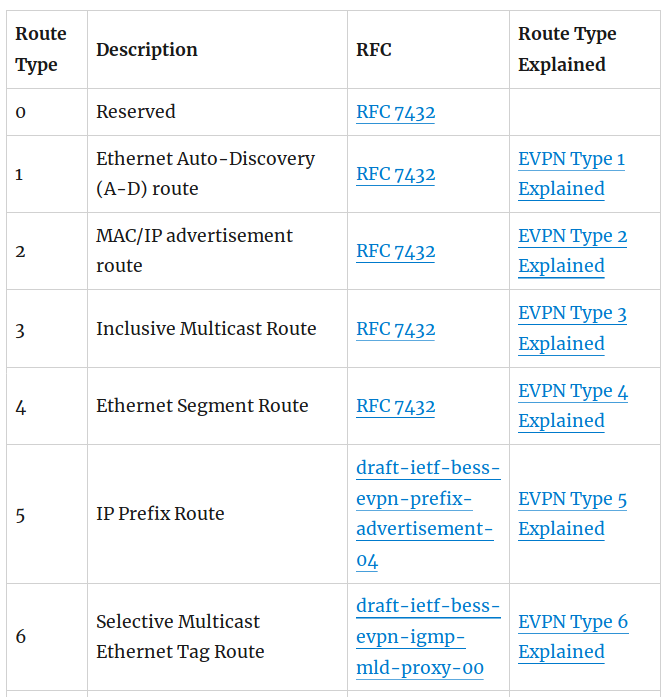 Route Type
Description
RFC
Route Type Explained
0
Reserved
RFC 7432
1
Ethernet Auto-Discovery
(A-D) route
RFC 7432
EVPN Type 1
Explained
2
MAC/IP advertisement
route
RFC 7432
EVPN Type 2
Explained
3
Inclusive Multicast Route
RFC 7432
EVPN Type 3
Explained
4
Ethernet Segment Route
RFC 7432
EVPN Type 4
Explained
5
IP Prefix Route
draft-ietf-bess-
evpn-prefix-
advertisement-
04
EVPN Type 5
Explained
6
Selective Multicast
Ethernet Tag Route
draft-ietf-bess-
evpn-igmp-
mld-proxy-00
EVPN Type 6
Explained